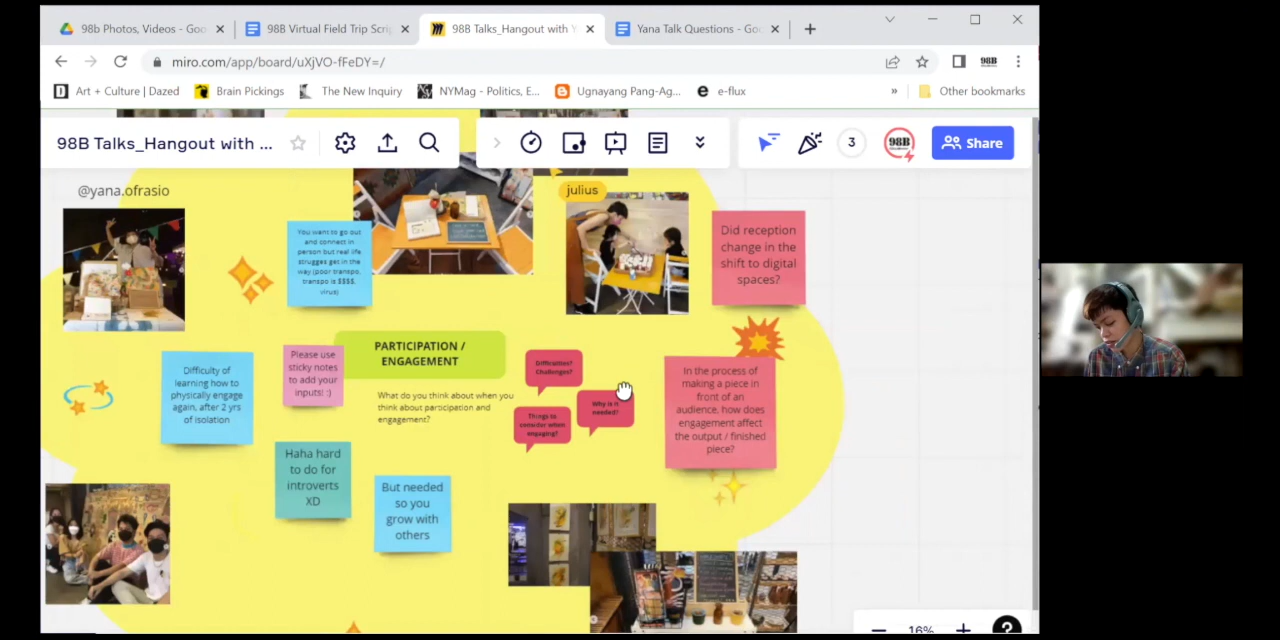 98b Photos, Videos - Goo
98B Virtual Field Trip Scrip
98B Talks_Hangout with Y
Yana Talk Questions - Goo
miro.com/app/board/uXjVO-fFeDY=/
98B
Art + Culture | Dazed
Brain Pickings
The New Inquiry
NYMag - Politics, E...
Ugnayang Pang-Ag...
e-flux
»
Other bookmarks
98B Talks_Hangout with ...
3
98B
Share
@yana.ofrasio
julius
You want to go out
and connect in
person but real life
strugges get in the
way (poor transpo,
transpo is $$$$,
virus)
Did reception
change in the
shift to digital
spaces?
PARTICIPATION /
ENGAGEMENT
Please use
sticky notes
to add your
inputs! :)
Difficulty of
learning how to
physically engage
again, after 2 yrs
of isolation
What do you think about when you
think about participation and
engagement?
Difficulties?
Challenges?
Why is it
needed?
Things to
consider when
engaging?
In the process of
making a piece in
front of an
audience, how does
engagement affect
the output / finished
piece?
Haha hard
to do for
introverts
XD
But needed
so you
grow with
others
16%
?